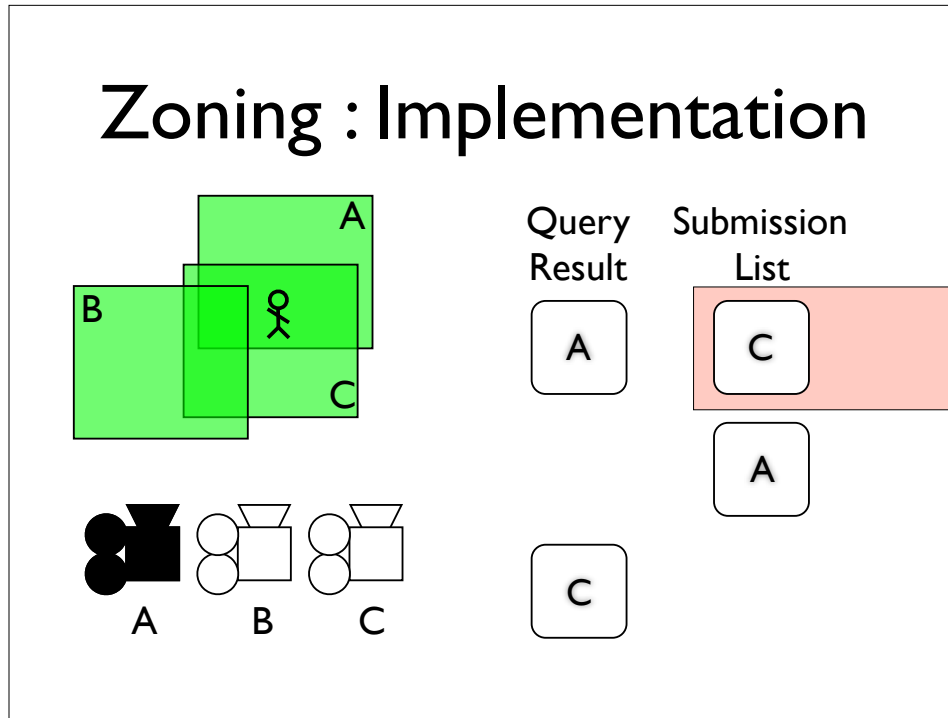 Zoning : Implementation
A
B
C
A
B
C
Query
Result
A
C
Submission
List
C
A